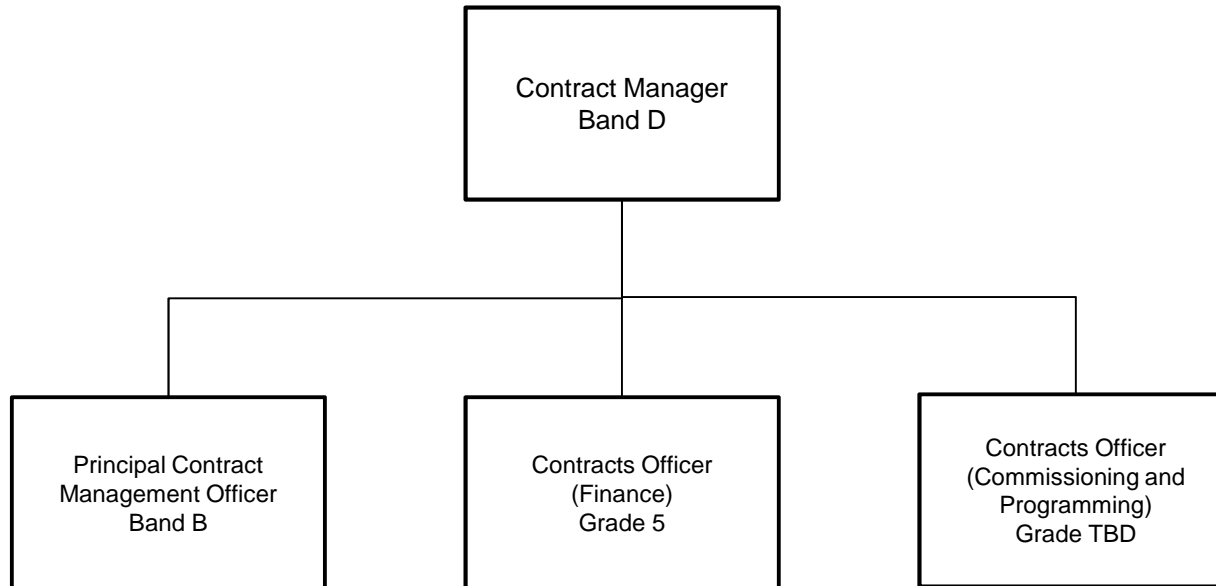 Contract Manager
Band D
Principal Contract
Management Officer
Band B
Contracts Officer
(Finance)
Grade 5
Contracts Officer
(Commissioning and
Programming)
Grade TBD